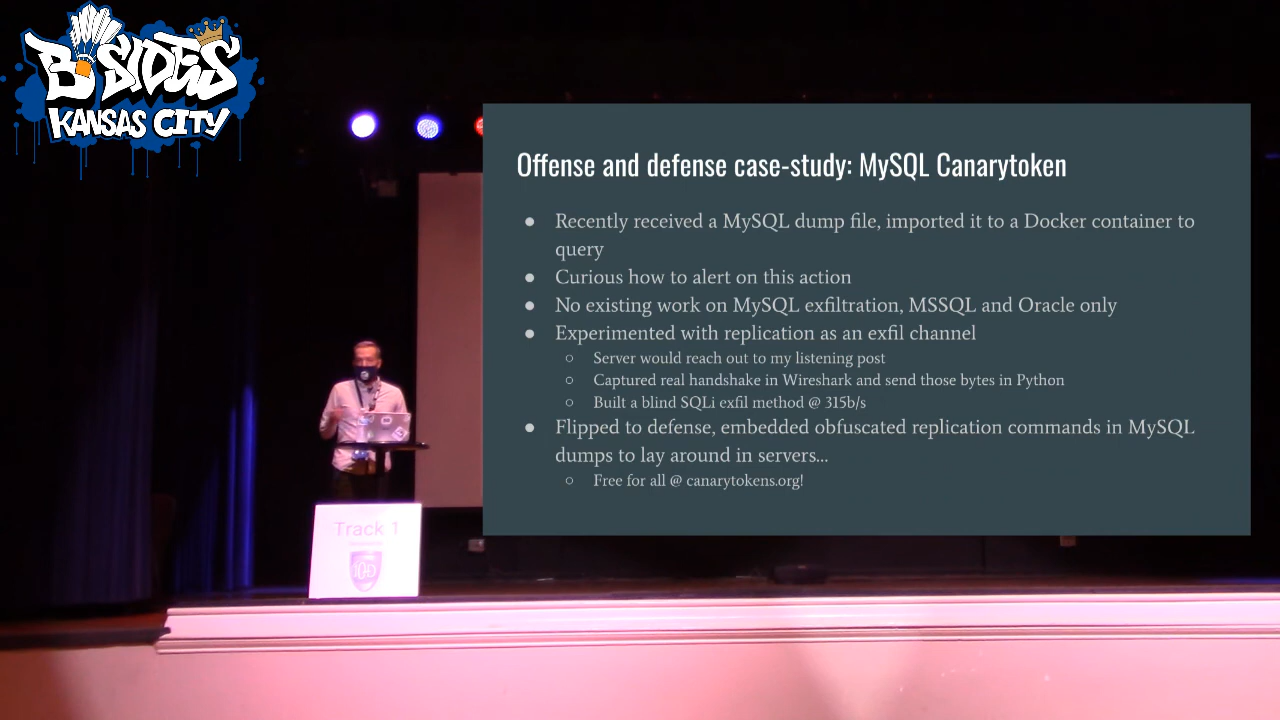 B·SIDES
KANSAS CITY
Offense and defense case-study: MySQL Canarytoken
● Recently received a MySQL dump file, imported it to a Docker container to
query
● Curious how to alert on this action
● No existing work on MySQL exfiltration, MSSQL and Oracle only
● Experimented with replication as an exfil channel
○ Server would reach out to my listening post
○ Captured real handshake in Wireshark and send those bytes in Python
○ Built a blind SQLi exfil method @ 315b/s
● Flipped to defense, embedded obfuscated replication commands in MySQL
dumps to lay around in servers...
○ Free for all @ canarytokens.org!
Track 1